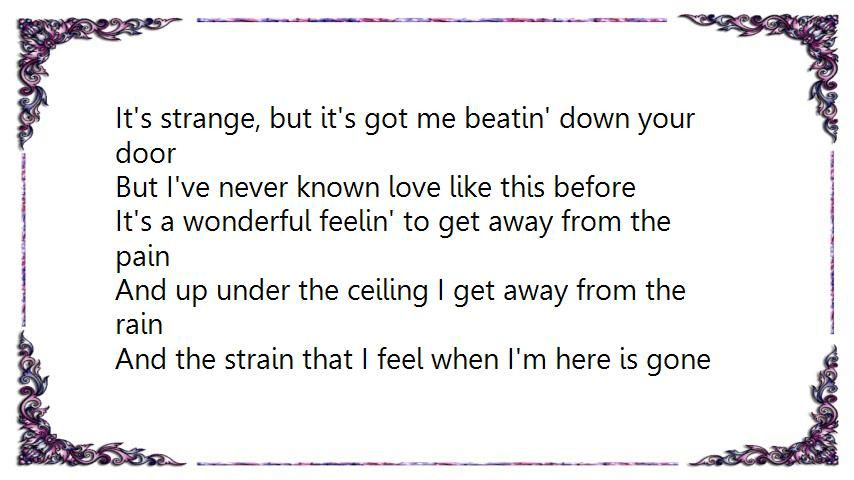 It's strange, but it's got me beatin' down your
door
But I've never known love like this before
It's a wonderful feelin' to get away from the
pain
And up under the ceiling I get away from the
rain
And the strain that I feel when I'm here is gone